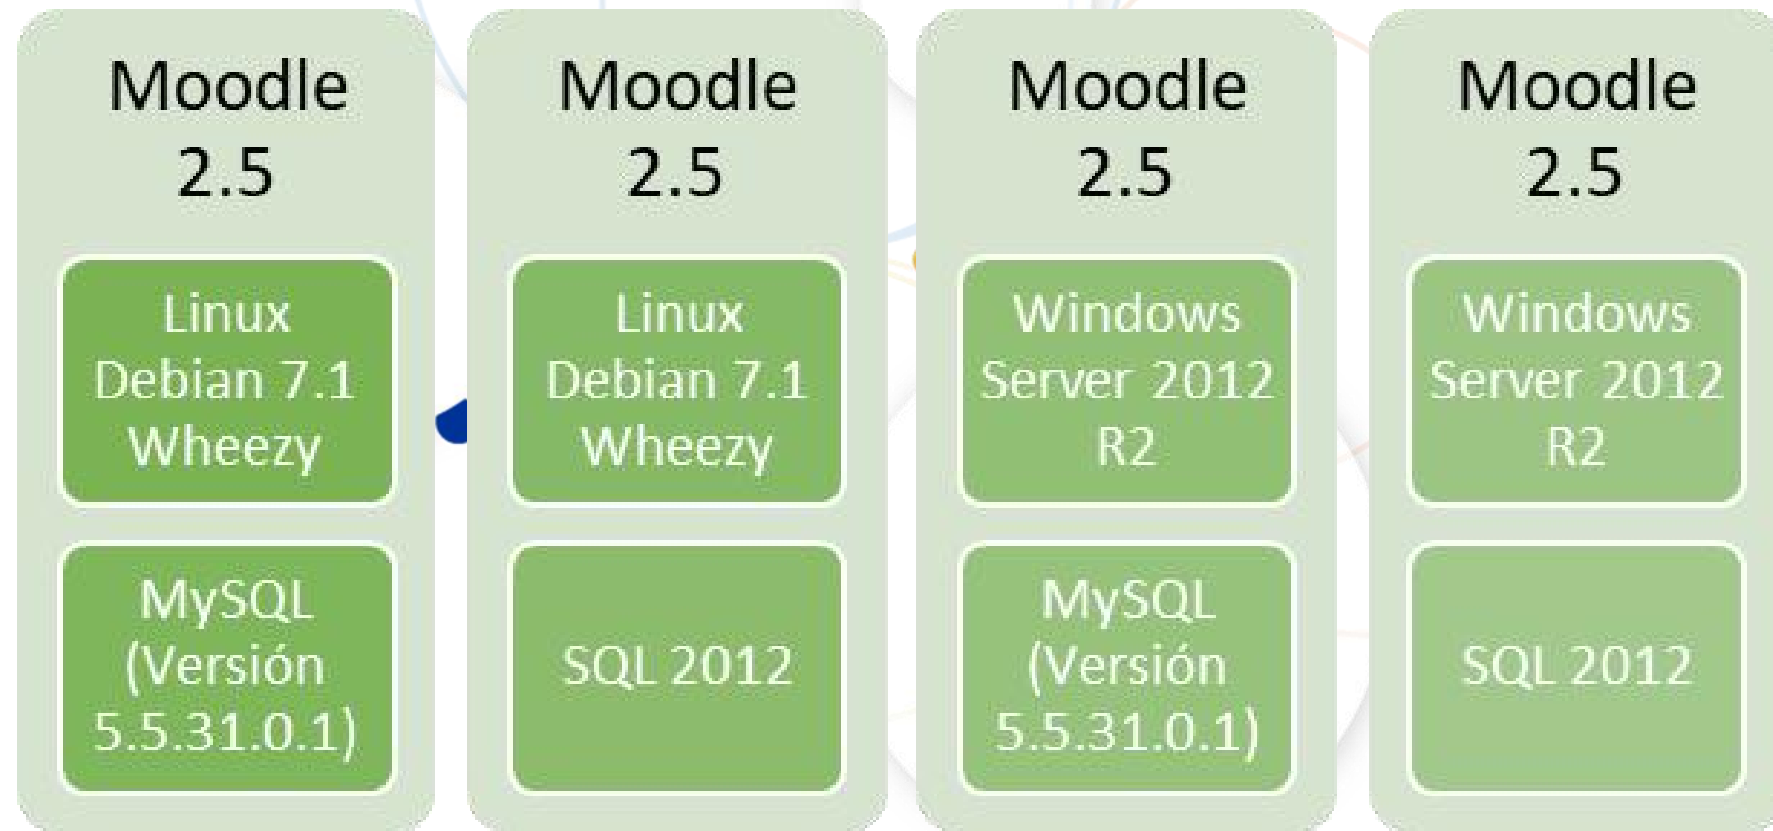 Moodle
2.5
Linux
Debian 7.1
Wheezy
MySQL
(Versión
5.5.31.0.1)
Moodle
2.5
Linux
Debian 7.1
Wheezy
SQL 2012
Moodle
2.5
Windows
Server 2012
R2
MySQL
(Versión
5.5.31.0.1)
Moodle
2.5
Windows
Server 2012
R2
SQL 2012